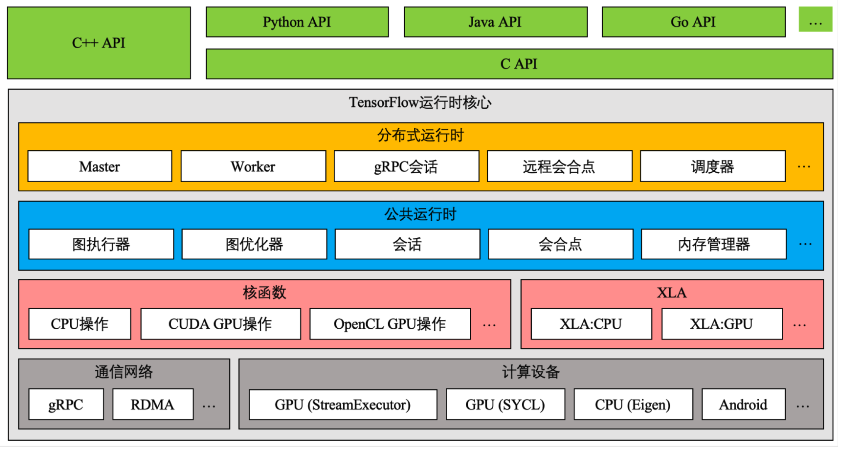 C++ API
Python API
Java API
Go API
...
C API
TensorFlow运行时核心
分布式运行时
Master
Worker
gRPC会话
远程会合点
调度器
...
公共运行时
图执行器
图优化器
会话
会合点
内存管理器
...
核函数
CPU操作
CUDA GPU操作
OpenCL GPU操作
...
XLA
XLA:CPU
XLA:GPU
...
通信网络
gRPC
RDMA
...
计算设备
GPU (StreamExecutor)
GPU (SYCL)
CPU (Eigen)
Android
...